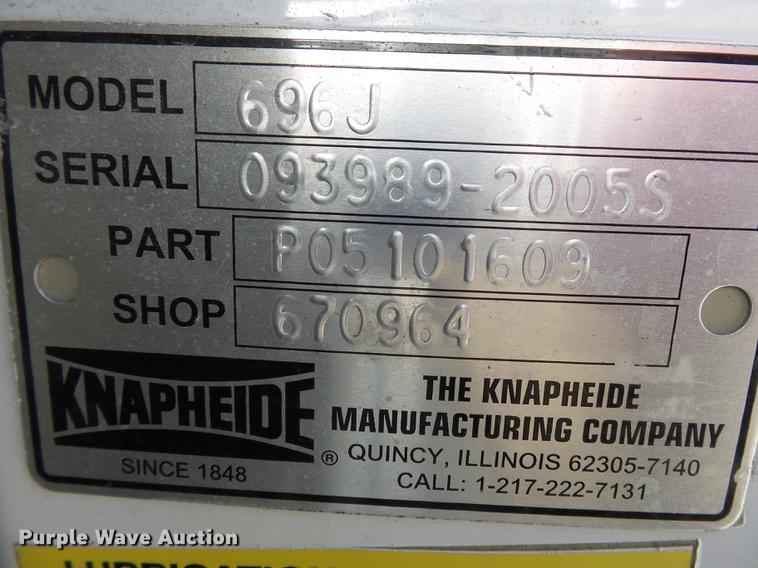 MODEL 696J
SERIAL 093989-2005S
PART P05101609
SHOP 670964
KNAPHEIDE
SINCE 1848
®
THE KNAPHEIDE
MANUFACTURING COMPANY
QUINCY, ILLINOIS 62305-7140
CALL: 1-217-222-7131
Purple Wave Auction
LUBRICATION